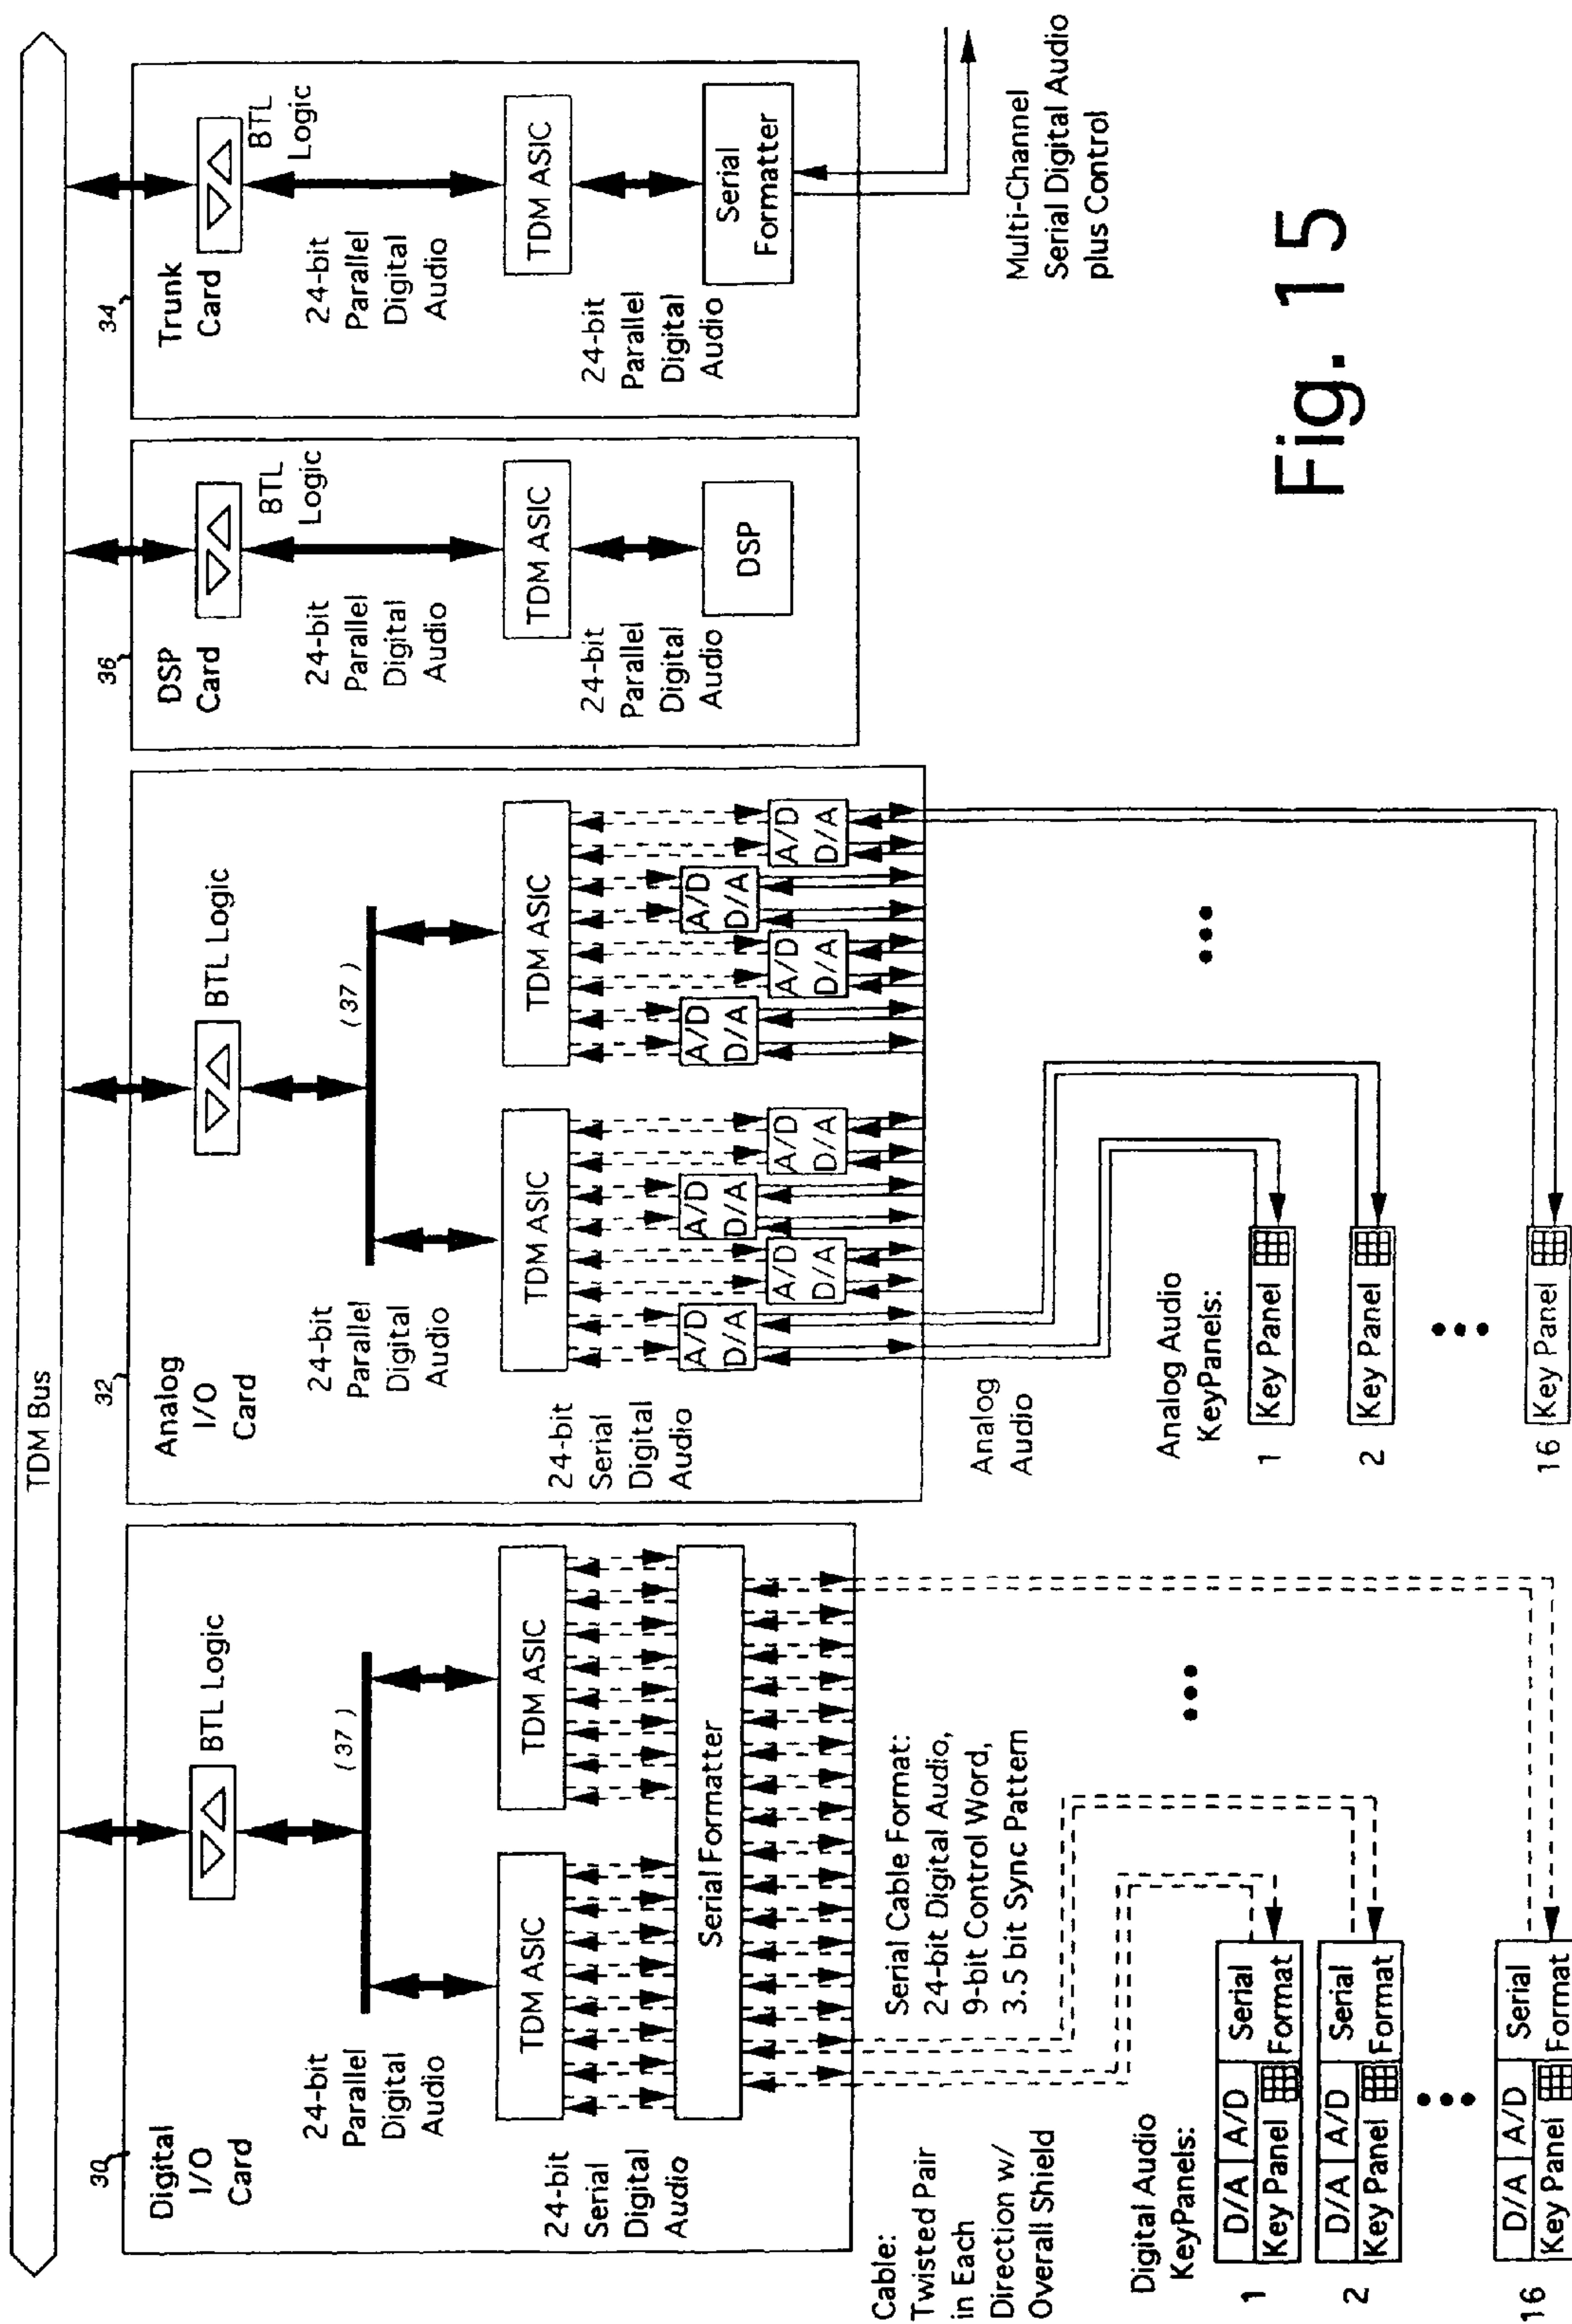 TDM Bus
30
Digital
I/O
Card
BTL Logic
24-bit
Parallel
Digital
Audio
(37)
TDM ASIC
TDM ASIC
24-bit
Serial
Digital
Audio
Serial Formatter
Cable:
Twisted Pair
in Each
Direction w/
Overall Shield
Serial Cable Format:
24-bit Digital Audio,
9-bit Control Word,
3.5 bit Sync Pattern
Digital Audio
KeyPanels:
1
D/A A/D Serial
Key Panel Format
2
D/A A/D Serial
Key Panel Format
16
D/A A/D Serial
Key Panel Format
32
Analog
I/O
Card
BTL Logic
24-bit
Parallel
Digital
Audio
(37)
TDM ASIC
TDM ASIC
24-bit
Serial
Digital
Audio
A/D
D/A
A/D
D/A
A/D
D/A
A/D
D/A
A/D
D/A
A/D
D/A
A/D
D/A
A/D
D/A
Analog
Audio
Analog Audio
KeyPanels:
1 Key Panel
2 Key Panel
16 Key Panel
36
DSP
Card
BTL
Logic
24-bit
Parallel
Digital
Audio
TDM ASIC
24-bit
Parallel
Digital
Audio
DSP
34
Trunk
Card
BTL
Logic
24-bit
Parallel
Digital
Audio
TDM ASIC
24-bit
Parallel
Digital
Audio
Serial
Formatter
Multi-Channel
Serial Digital Audio
plus Control
Fig. 15